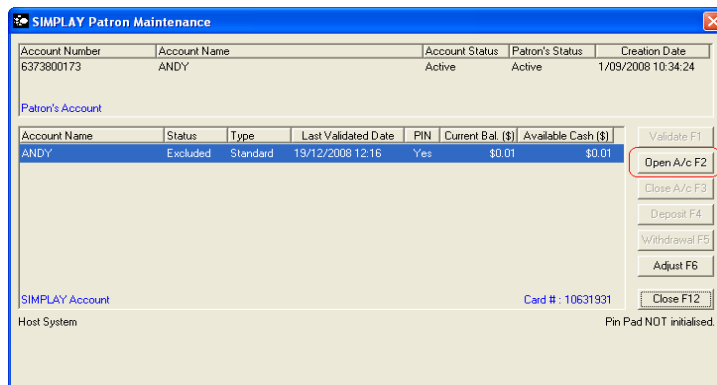 SIMPLAY Patron Maintenance
Account Number Account Name Account Status Patron's Status Creation Date
6373800173 ANDY Active Active 1/09/2008 10:34:24
Patron's Account
Account Name Status Type Last Validated Date PIN Current Bal. ($) Available Cash ($)
ANDY Excluded Standard 19/12/2008 12:16 Yes $0.01 $0.01
Validate F1
Open A/c F2
Close A/c F3
Deposit F4
Withdrawal F5
Adjust F6
SIMPLAY Account Card # : 10631931 Close F12
Host System Pin Pad NOT initialised.